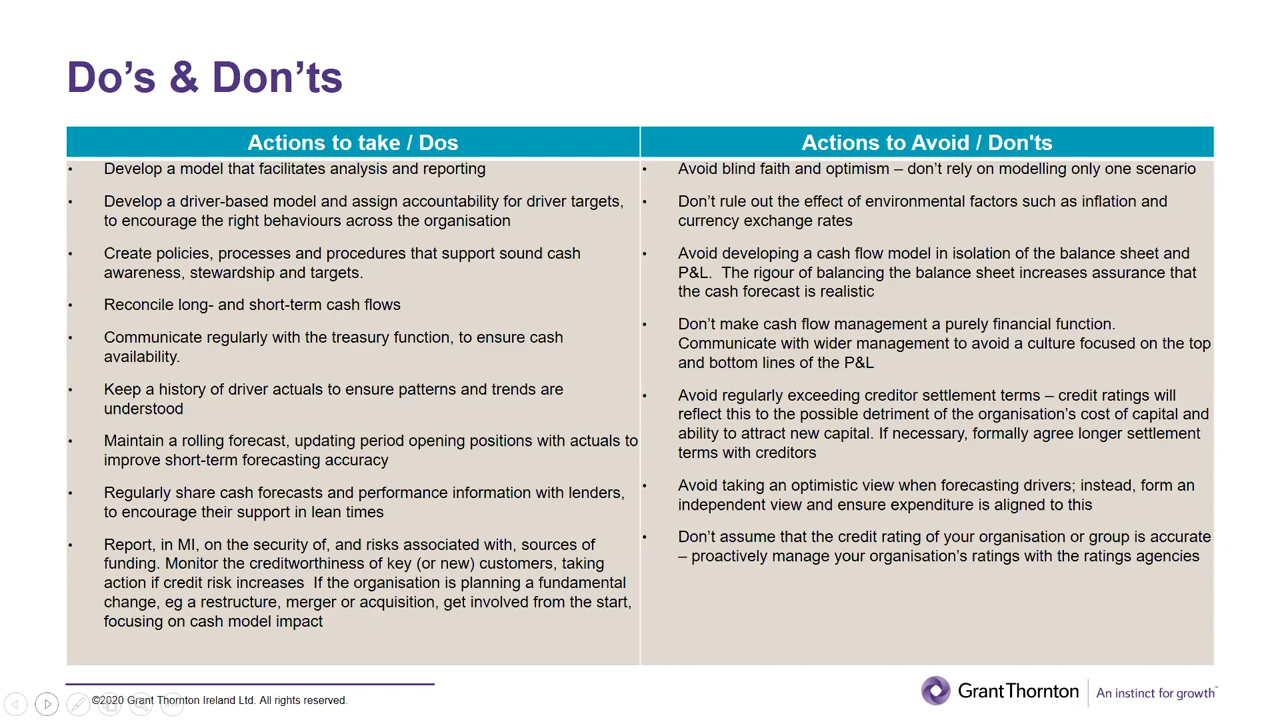 Do’s & Don’ts
Actions to take / Dos
• Develop a model that facilitates analysis and reporting
• Develop a driver-based model and assign accountability for driver targets,
to encourage the right behaviours across the organisation
• Create policies, processes and procedures that support sound cash
awareness, stewardship and targets.
• Reconcile long- and short-term cash flows
• Communicate regularly with the treasury function, to ensure cash
availability.
• Keep a history of driver actuals to ensure patterns and trends are
understood
• Maintain a rolling forecast, updating period opening positions with actuals to
improve short-term forecasting accuracy
• Regularly share cash forecasts and performance information with lenders,
to encourage their support in lean times
• Report, in MI, on the security of, and risks associated with, sources of
funding. Monitor the creditworthiness of key (or new) customers, taking
action if credit risk increases  If the organisation is planning a fundamental
change, eg a restructure, merger or acquisition, get involved from the start,
focusing on cash model impact
Actions to Avoid / Don'ts
• Avoid blind faith and optimism – don’t rely on modelling only one scenario
• Don’t rule out the effect of environmental factors such as inflation and
currency exchange rates
• Avoid developing a cash flow model in isolation of the balance sheet and
P&L.  The rigour of balancing the balance sheet increases assurance that
the cash forecast is realistic
• Don’t make cash flow management a purely financial function.
Communicate with wider management to avoid a culture focused on the top
and bottom lines of the P&L
• Avoid regularly exceeding creditor settlement terms – credit ratings will
reflect this to the possible detriment of the organisation’s cost of capital and
ability to attract new capital. If necessary, formally agree longer settlement
terms with creditors
• Avoid taking an optimistic view when forecasting drivers; instead, form an
independent view and ensure expenditure is aligned to this
• Don’t assume that the credit rating of your organisation or group is accurate
– proactively manage your organisation’s ratings with the ratings agencies
©2020 Grant Thornton Ireland Ltd. All rights reserved.
Grant Thornton
An instinct for growth™